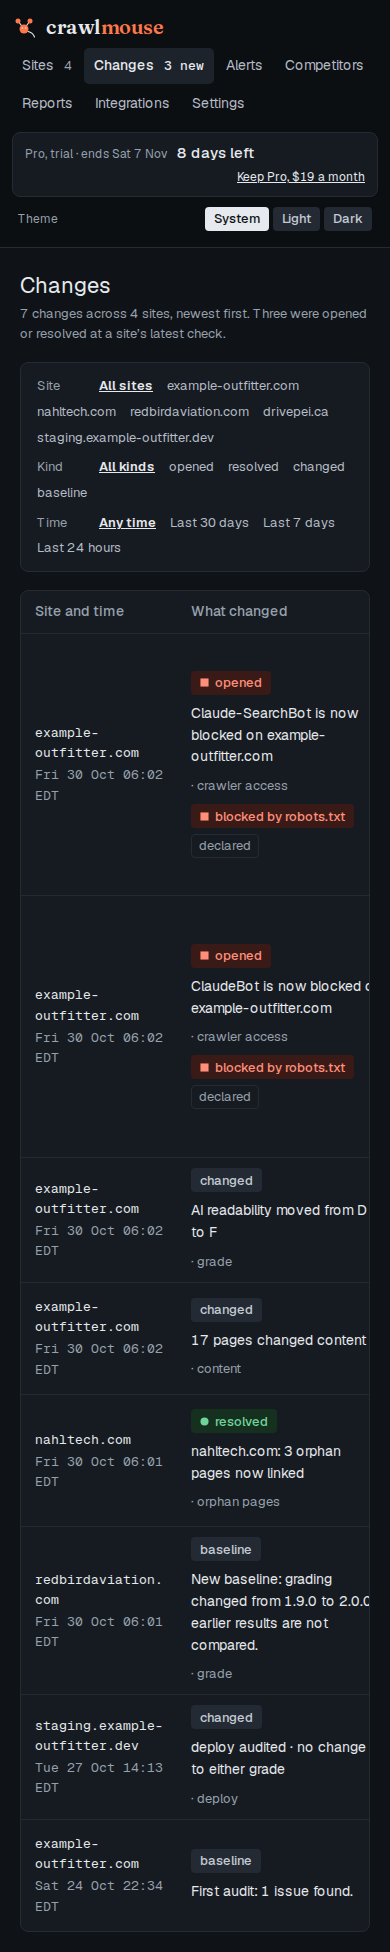 crawlmouse
Sites 4 Changes 3 new Alerts Competitors
Reports Integrations Settings
Pro, trial · ends Sat 7 Nov 8 days left
Keep Pro, $19 a month
Theme System Light Dark
Changes
7 changes across 4 sites, newest first. Three were opened
or resolved at a site's latest check.
Site All sites example-outfitter.com
nahltech.com redbirdaviation.com drivepei.ca
staging.example-outfitter.dev
Kind All kinds opened resolved changed
baseline
Time Any time Last 30 days Last 7 days
Last 24 hours
Site and time What changed
example-
outfitter.com
Fri 30 Oct 06:02
EDT
opened
Claude-SearchBot is now
blocked on example-
outfitter.com
· crawler access
blocked by robots.txt
declared
example-
outfitter.com
Fri 30 Oct 06:02
EDT
opened
ClaudeBot is now blocked
example-outfitter.com
· crawler access
blocked by robots.txt
declared
example-
outfitter.com
Fri 30 Oct 06:02
EDT
changed
AI readability moved from D
to F
· grade
example-
outfitter.com
Fri 30 Oct 06:02
EDT
changed
17 pages changed content
· content
nahltech.com
Fri 30 Oct 06:01
EDT
resolved
nahltech.com: 3 orphan
pages now linked
· orphan pages
redbirdaviation.
com
Fri 30 Oct 06:01
EDT
baseline
New baseline: grading
changed from 1.9.0 to 2.0.0
earlier results are not
compared.
· grade
staging.example-
outfitter.dev
Tue 27 Oct 14:13
EDT
changed
deploy audited · no change
to either grade
· deploy
example-
outfitter.com
Sat 24 Oct 22:34
EDT
baseline
First audit: 1 issue found.